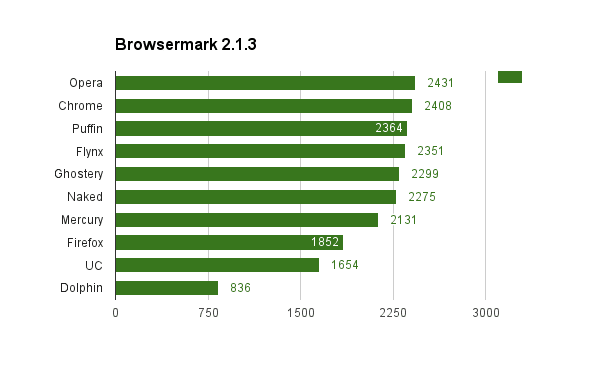 Browsermark 2.1.3
Opera 2431
Chrome 2408
Puffin 2364
Flynx 2351
Ghostery 2299
Naked 2275
Mercury 2131
Firefox 1852
UC 1654
Dolphin 836
0 750 1500 2250 3000